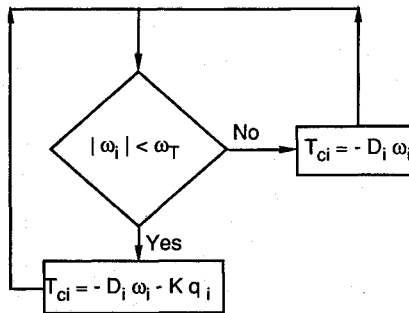 | ω_i | < ω_T
No
T_ci = - D_i ω_i
Yes
T_ci = - D_i ω_i - K q_i